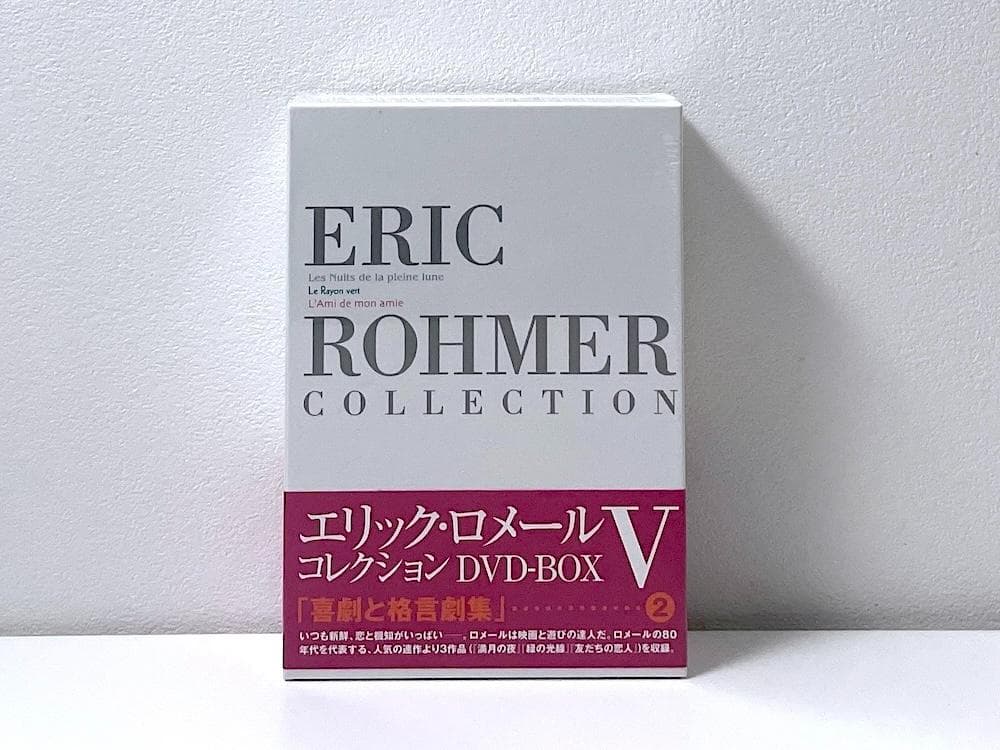 ERIC
Les Nuits de la pleine lune
Le Rayon vert
L'Ami de mon amie
ROHMER
COLLECTION
エリック・ロメール
コレクション DVD-BOX V
「喜劇と格言劇集」 2
いつも新鮮、恋と機知がいっぱい――。ロメールは映画と遊びの達人だ。ロメールの80
年代を代表する、人気の連作より3作品(『満月の夜』『緑の光線』『友だちの恋人』)を収録。